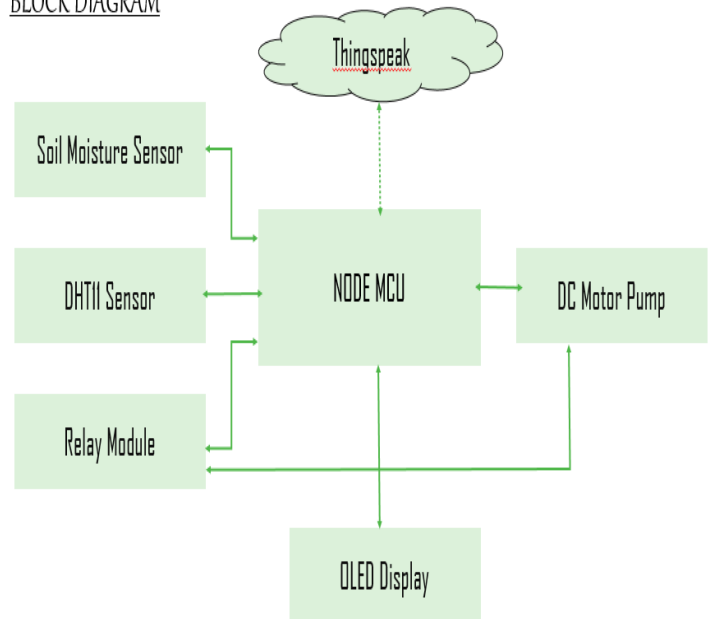 BLOCK DIAGRAM
Thingspeak
Soil Moisture Sensor
DHT11 Sensor
NODE MCU
DC Motor Pump
Relay Module
OLED Display